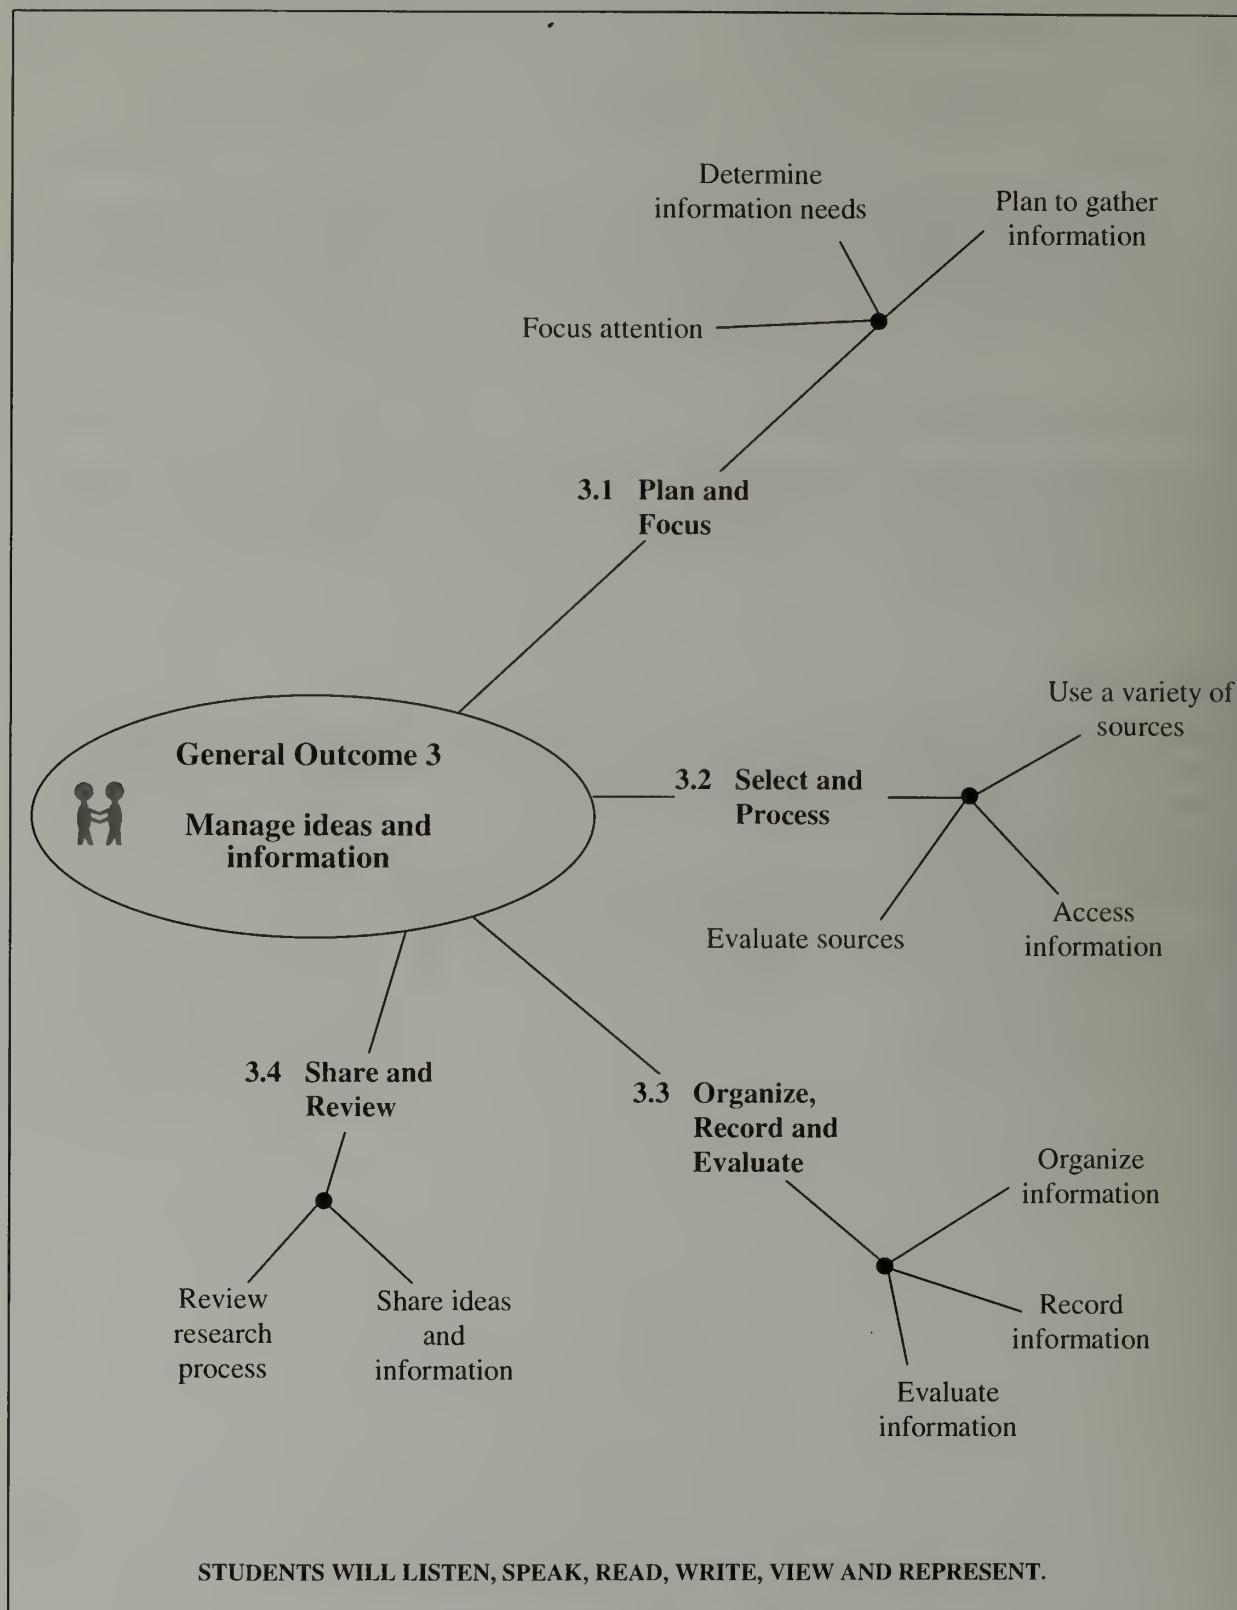 Determine
information needs
Plan to gather
information
Focus attention
3.1 Plan and
Focus
General Outcome 3
Manage ideas and
information
3.2 Select and
Process
Use a variety of
sources
Evaluate sources
Access
information
3.4 Share and
Review
Review
research
process
Share ideas
and
information
3.3 Organize,
Record and
Evaluate
Organize
information
Record
information
Evaluate
information
STUDENTS WILL LISTEN, SPEAK, READ, WRITE, VIEW AND REPRESENT.